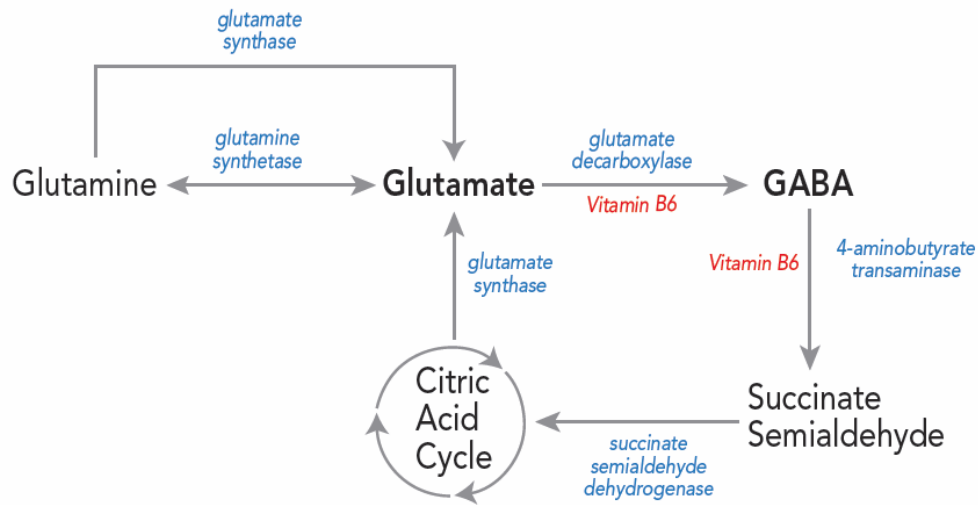 glutamate
synthase
glutamine
synthetase
glutamate
decarboxylase
Glutamine
Glutamate
GABA
Vitamin B6
glutamate
synthase
Vitamin B6
4-aminobutyrate
transaminase
Citric
Acid
Cycle
Succinate
Semialdehyde
succinate
semialdehyde
dehydrogenase